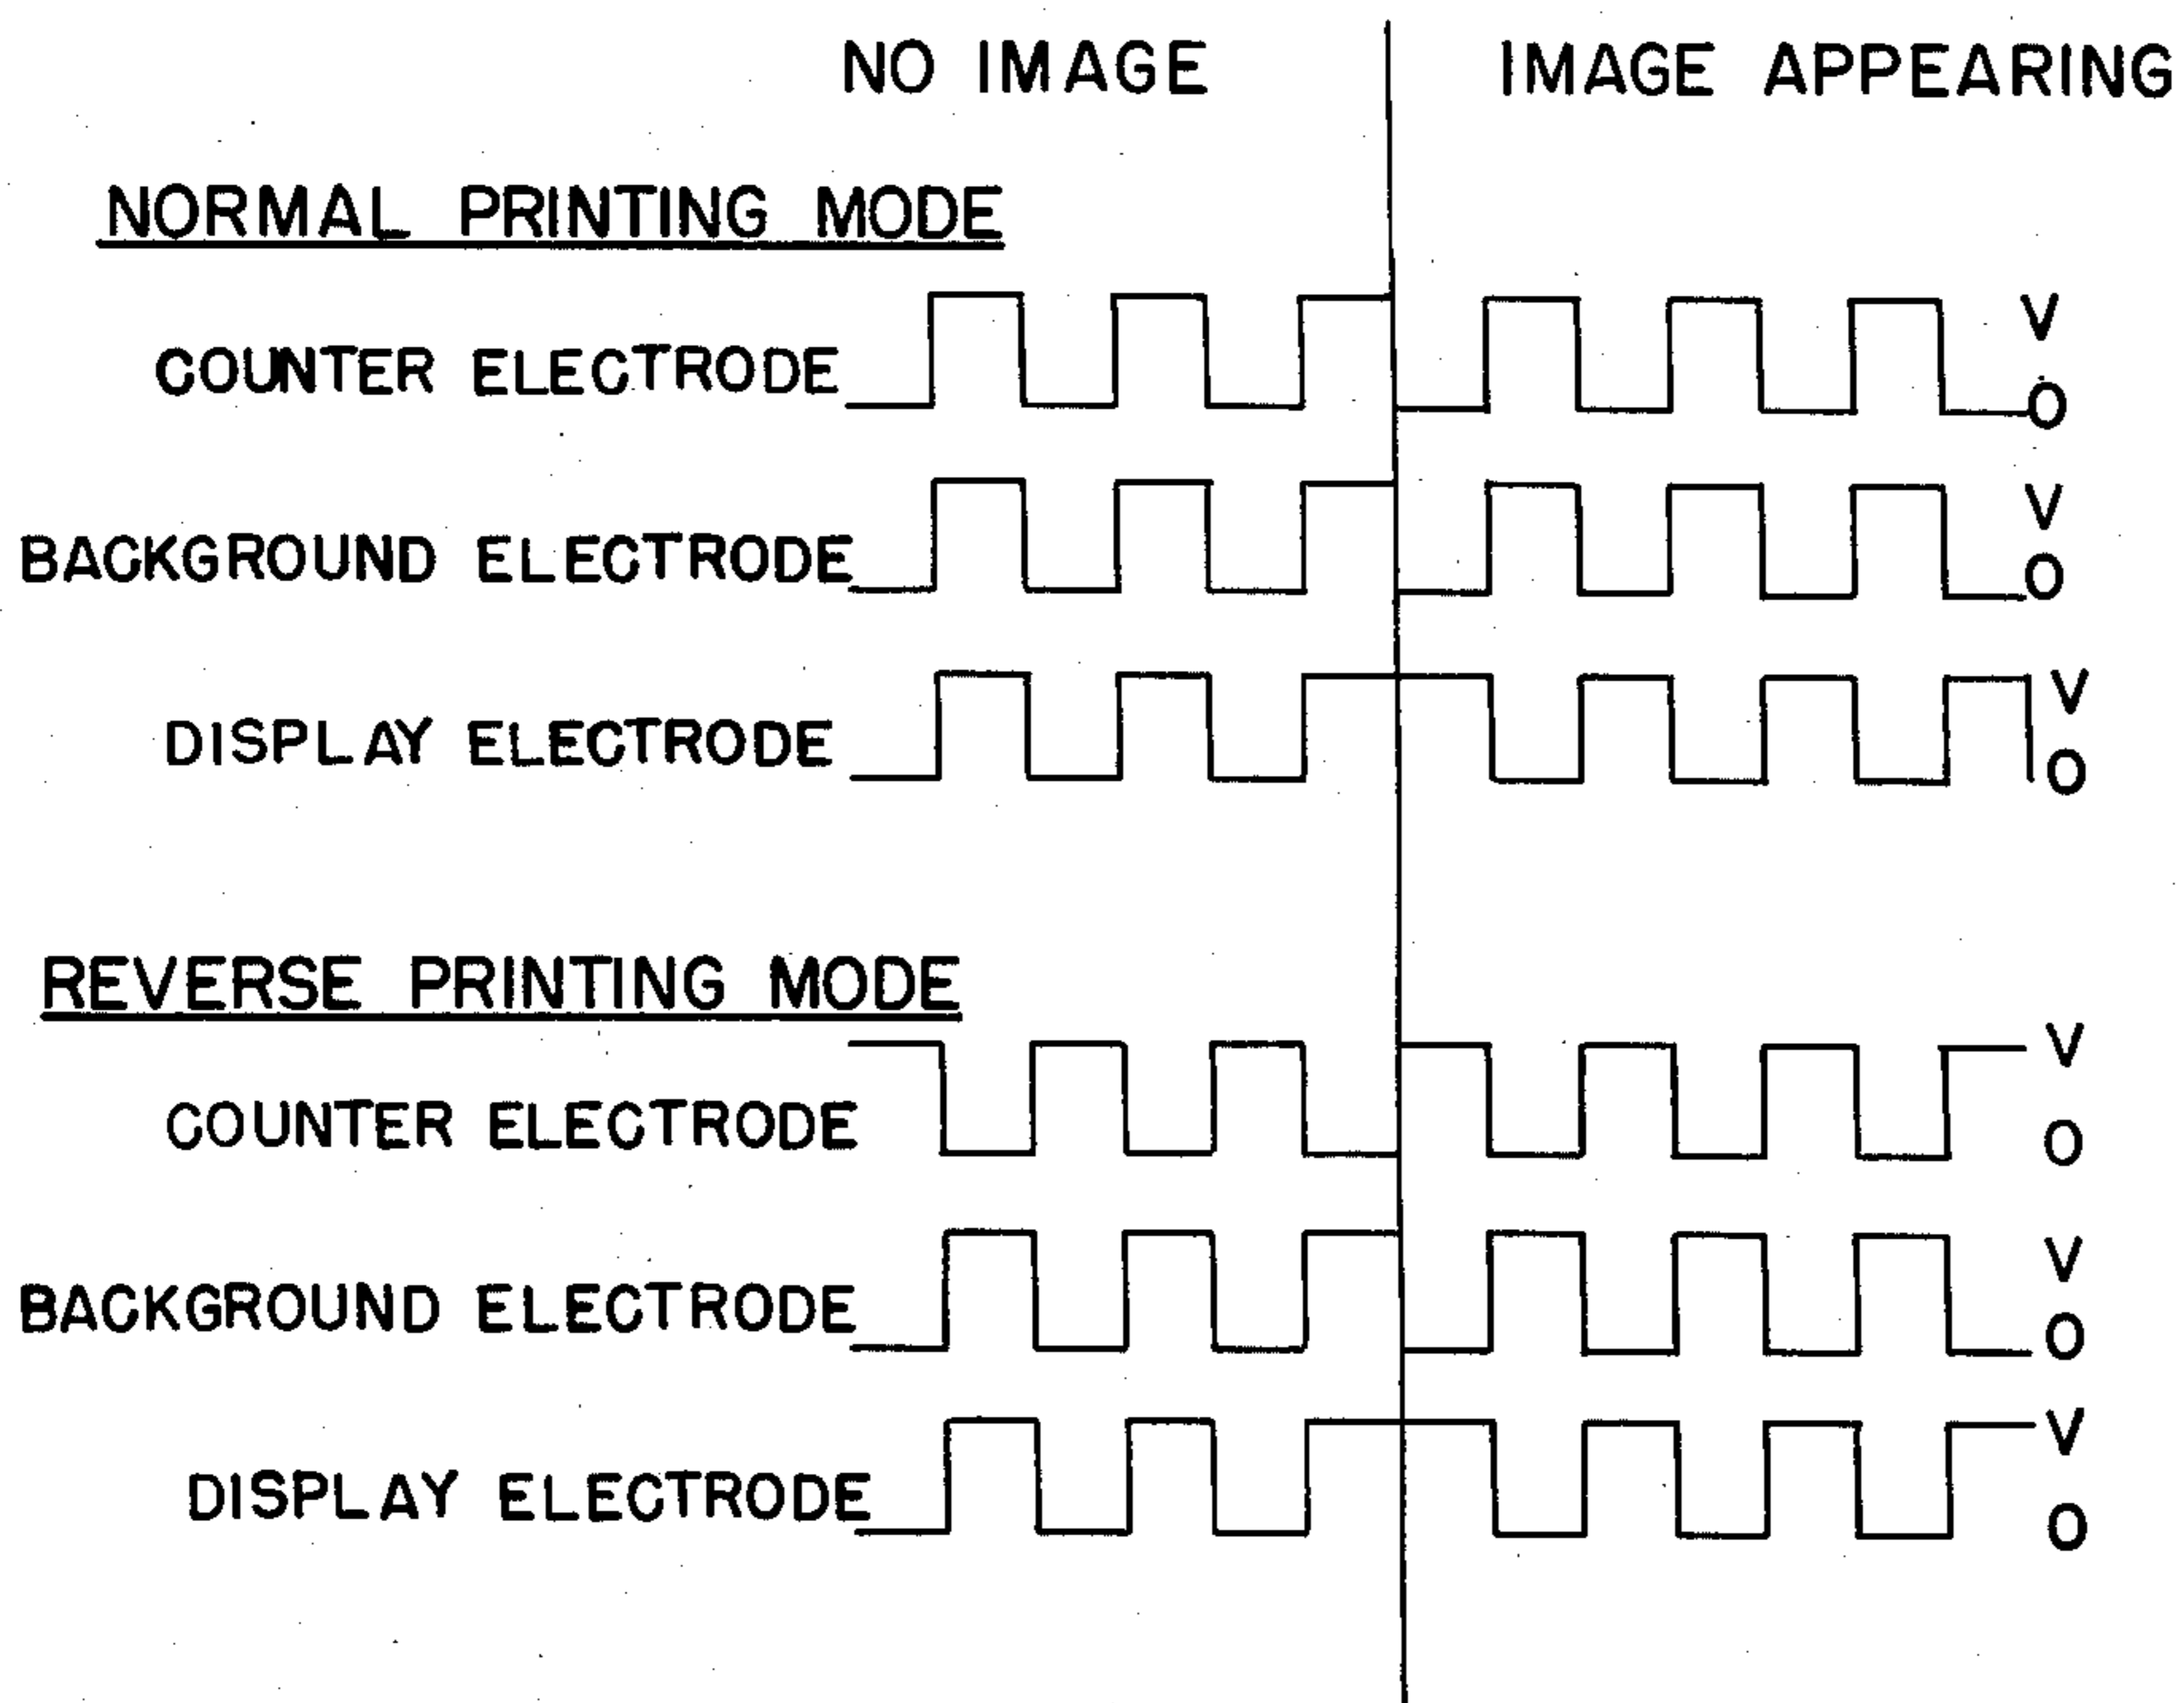 NO IMAGE
IMAGE APPEARING
NORMAL PRINTING MODE
COUNTER ELECTRODE
V
O
BACKGROUND ELECTRODE
V
O
DISPLAY ELECTRODE
V
O
REVERSE PRINTING MODE
COUNTER ELECTRODE
V
O
BACKGROUND ELECTRODE
V
O
DISPLAY ELECTRODE
V
O